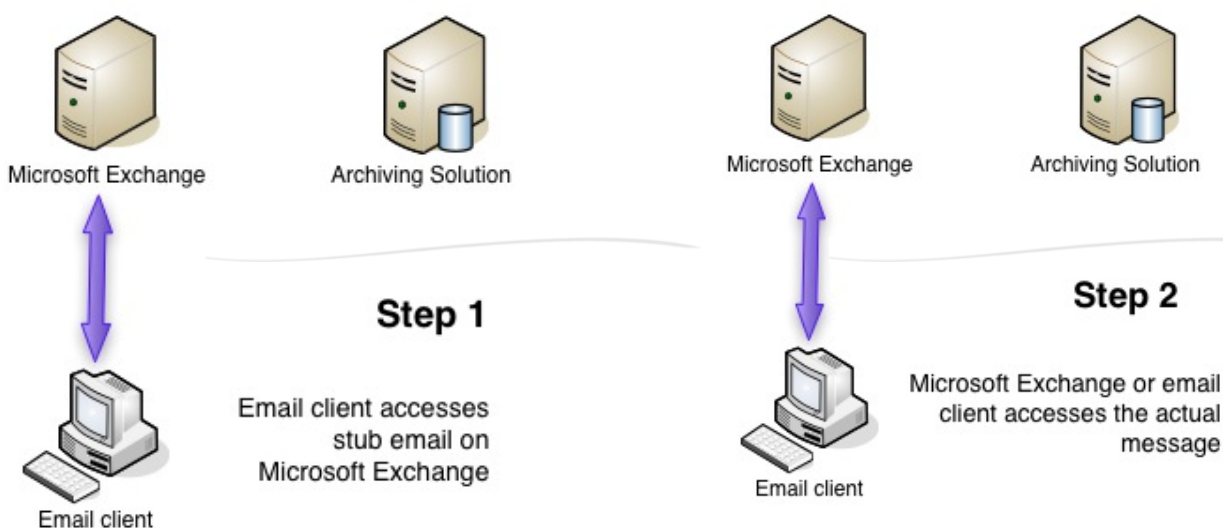 Microsoft Exchange
Archiving Solution
Step 1
Email client accesses
stub email on
Microsoft Exchange
Email client
Microsoft Exchange
Archiving Solution
Step 2
Microsoft Exchange or email
client accesses the actual
message
Email client